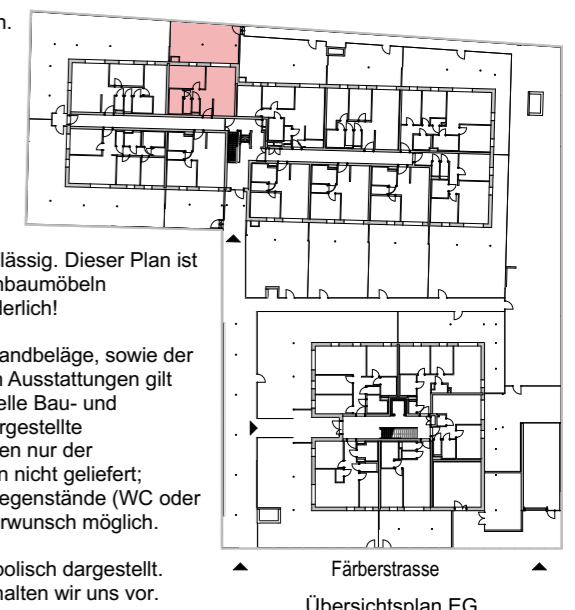 n.
lässig. Dieser Plan ist
nbaumöbeln
lerlich!
andbeläge, sowie der
n Ausstattungen gilt
elle Bau- und
rgestellte
en nur der
n nicht geliefert;
egenstände (WC oder
rwunsch möglich.
bolisch dargestellt.
halten wir uns vor.
Färberstrasse
Übersichtsplan EG